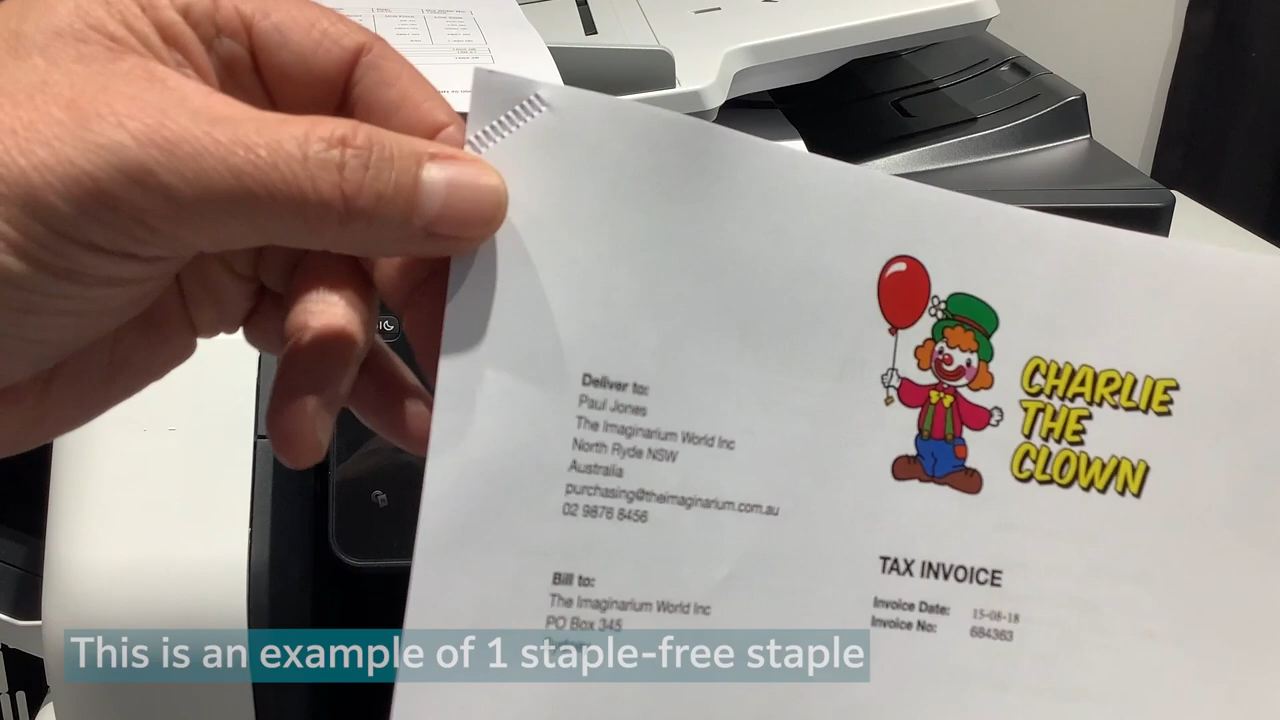 CHARLIE
THE
CLOWN
Deliver to:
Paul Jones
The Imaginarium World Inc
North Ryde NSW
Australia
purchasing@theimaginarium.com.au
02 9876 8456
TAX INVOICE
Invoice Date: 15-08-18
Invoice No: 684363
Bill to:
The Imaginarium World Inc
PO Box 345
This is an example of 1 staple-free staple